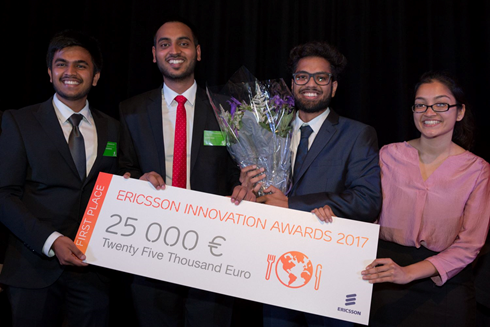 FIRST PLACE
ERICSSON INNOVATION AWARDS 2017
25 000 €
Twenty Five Thousand Euro
ERICSSON